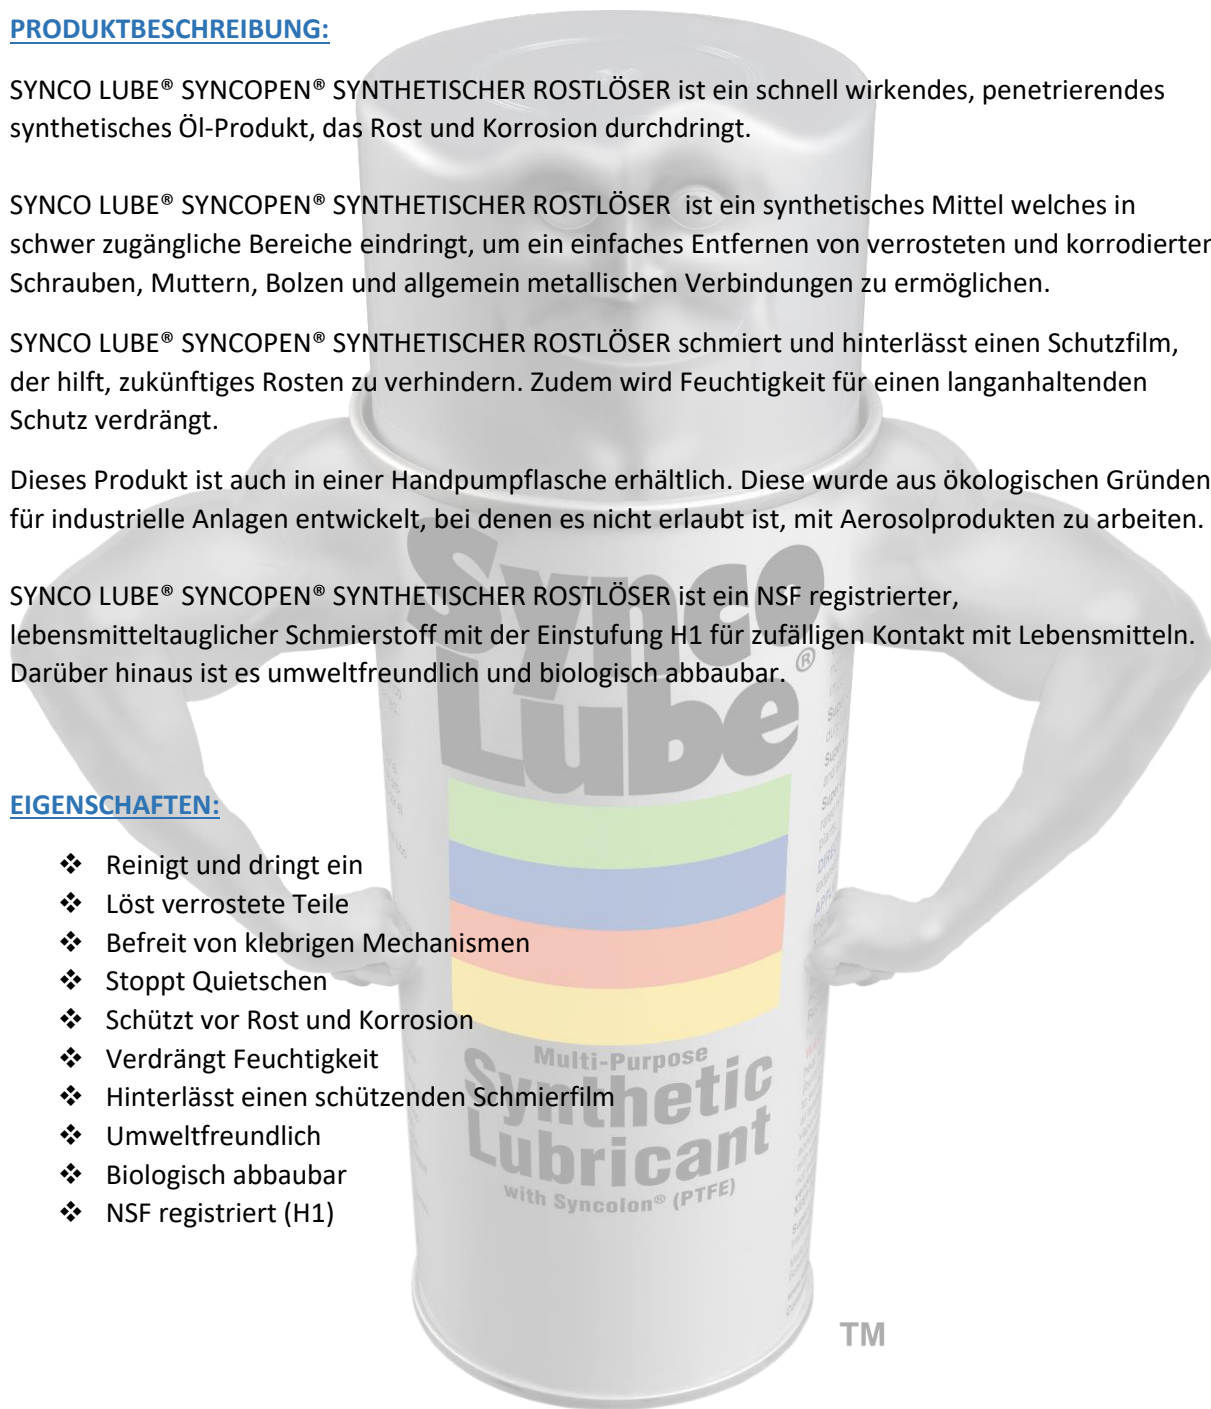 PRODUKTBESCHREIBUNG:
SYNCO LUBE® SYNCOPEN® SYNTHETISCHER ROSTLÖSER ist ein schnell wirkendes, penetrierendes
synthetisches Öl-Produkt, das Rost und Korrosion durchdringt.
SYNCO LUBE® SYNCOPEN® SYNTHETISCHER ROSTLÖSER ist ein synthetisches Mittel welches in
schwer zugängliche Bereiche eindringt, um ein einfaches Entfernen von verrosteten und korrodierten
Schrauben, Muttern, Bolzen und allgemein metallischen Verbindungen zu ermöglichen.
SYNCO LUBE® SYNCOPEN® SYNTHETISCHER ROSTLÖSER schmiert und hinterlässt einen Schutzfilm,
der hilft, zukünftiges Rosten zu verhindern. Zudem wird Feuchtigkeit für einen langanhaltenden
Schutz verdrängt.
Dieses Produkt ist auch in einer Handpumpflasche erhältlich. Diese wurde aus ökologischen Gründen
für industrielle Anlagen entwickelt, bei denen es nicht erlaubt ist, mit Aerosolprodukten zu arbeiten.
SYNCO LUBE® SYNCOPEN® SYNTHETISCHER ROSTLÖSER ist ein NSF registrierter,
lebensmitteltauglicher Schmierstoff mit der Einstufung H1 für zufälligen Kontakt mit Lebensmitteln.
Darüber hinaus ist es umweltfreundlich und biologisch abbaubar.
Synco
Lube®
EIGENSCHAFTEN:
❖ Reinigt und dringt ein
❖ Löst verrostete Teile
❖ Befreit von klebrigen Mechanismen
❖ Stoppt Quietschen
❖ Schützt vor Rost und Korrosion
❖ Verdrängt Feuchtigkeit
❖ Hinterlässt einen schützenden Schmierfilm
❖ Umweltfreundlich
❖ Biologisch abbaubar
❖ NSF registriert (H1)
Multi-Purpose
Synthetic
Lubricant
with Syncolon® (PTFE)
TM